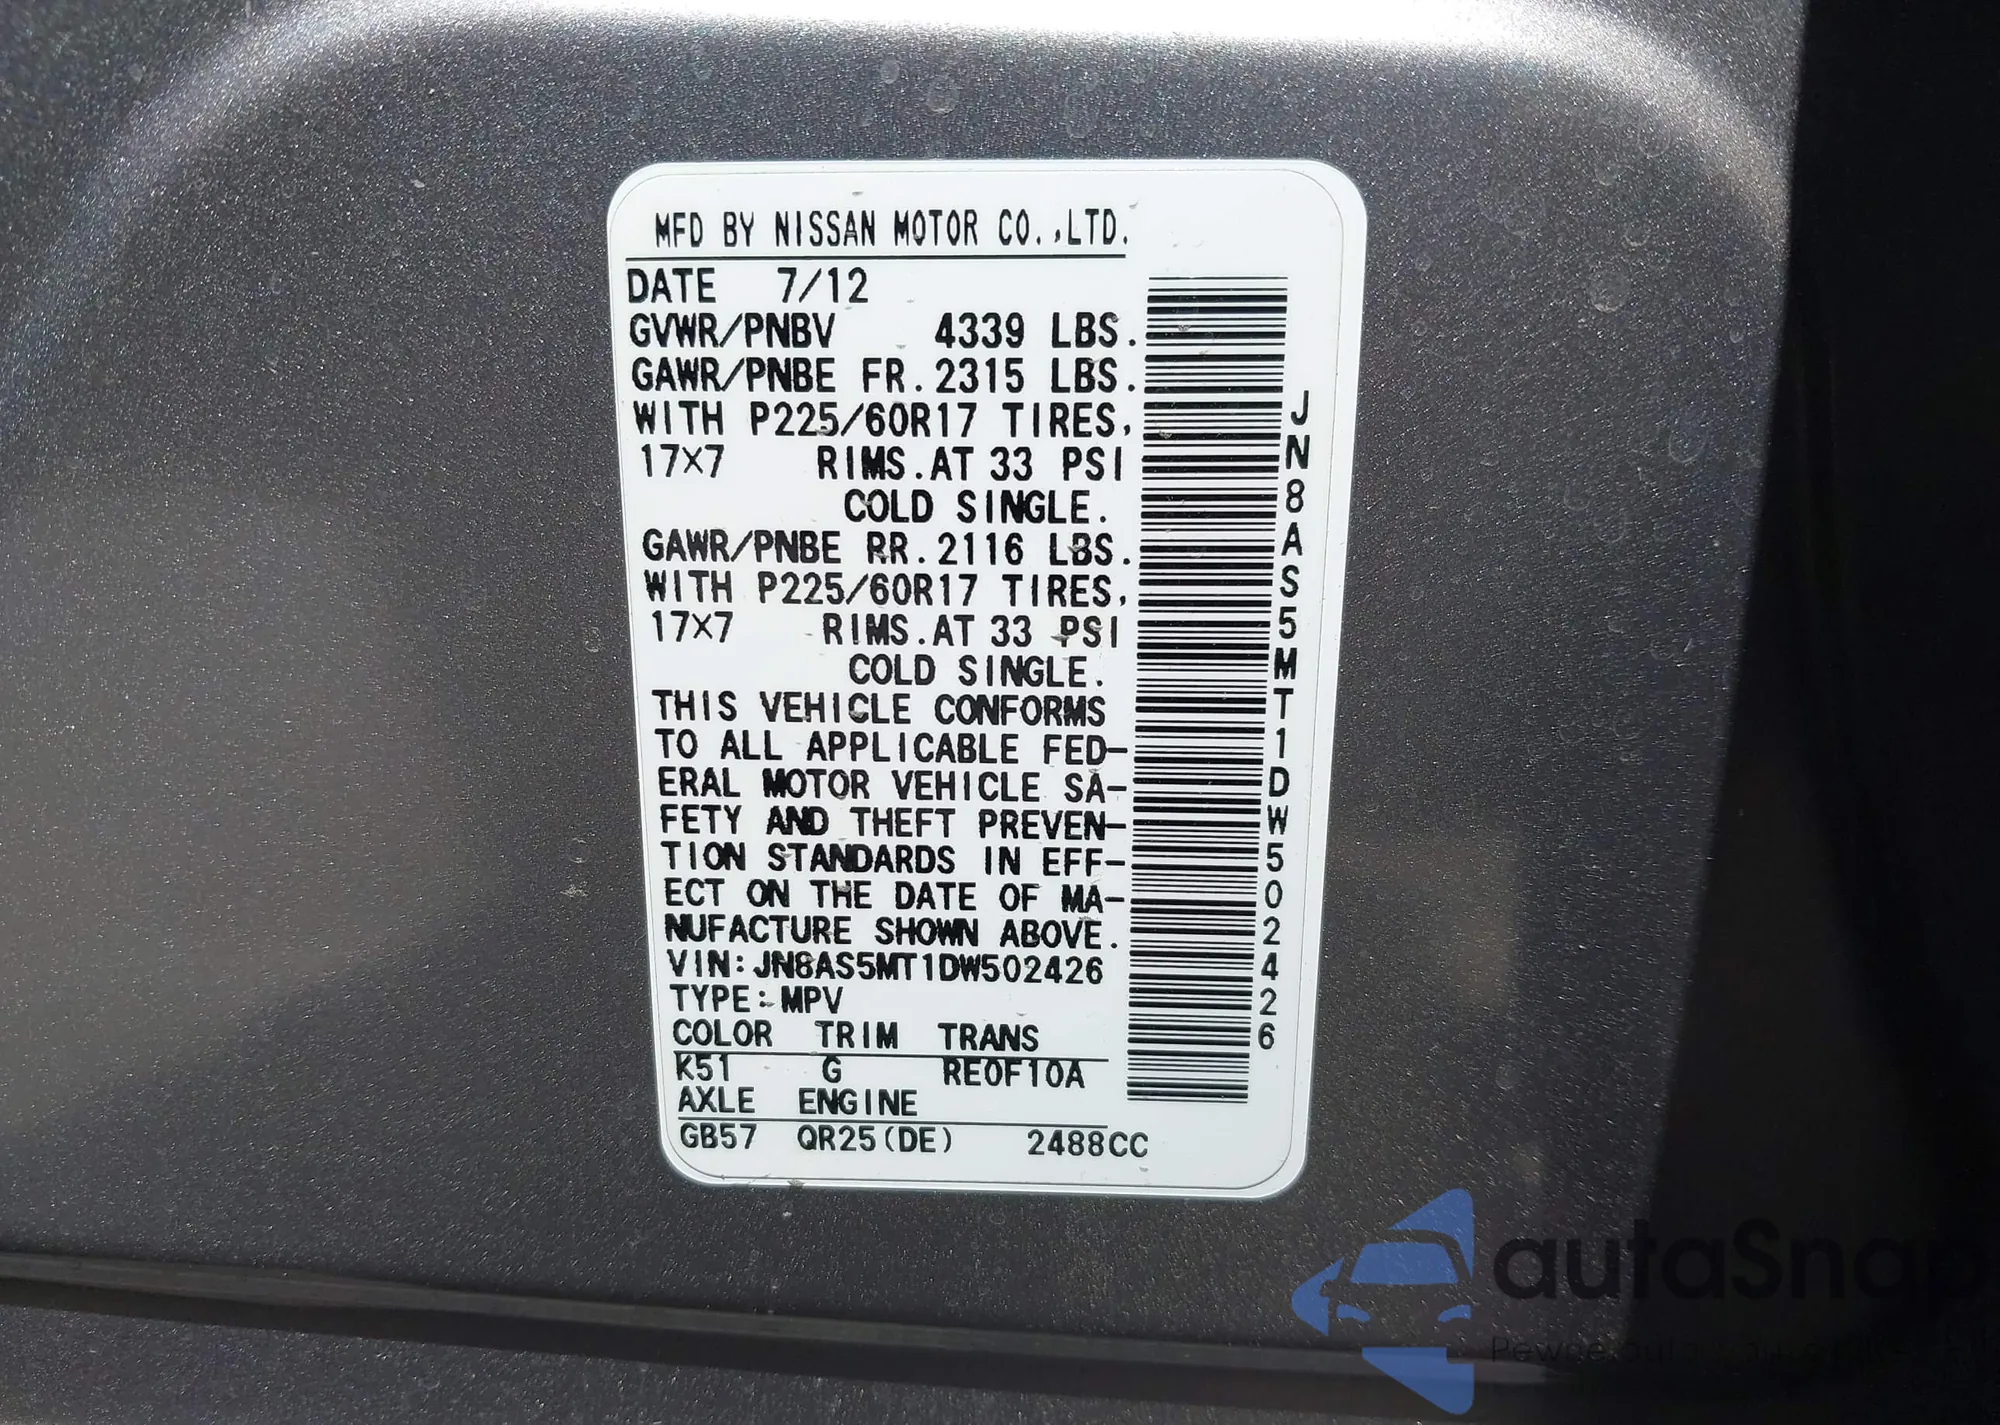 MFD BY NISSAN MOTOR CO.,LTD.
DATE 7/12
GVWR/PNBV 4339 LBS.
GAWR/PNBE FR.2315 LBS.
WITH P225/60R17 TIRES,
17×7 RIMS.AT 33 PSI
COLD SINGLE.
GAWR/PNBE RR.2116 LBS.
WITH P225/60R17 TIRES,
17×7 RIMS.AT 33 PSI
COLD SINGLE.
THIS VEHICLE CONFORMS
TO ALL APPLICABLE FED-
ERAL MOTOR VEHICLE SA-
FETY AND THEFT PREVEN-
TION STANDARDS IN EFF-
ECT ON THE DATE OF MA-
NUFACTURE SHOWN ABOVE.
VIN:JN8AS5MT1DW502426
TYPE:MPV
COLOR TRIM TRANS
K51 G RE0F10A
AXLE ENGINE
GB57 QR25(DE) 2488CC
JN8AS5MT1DW502426
autaSnap
Pewne auta